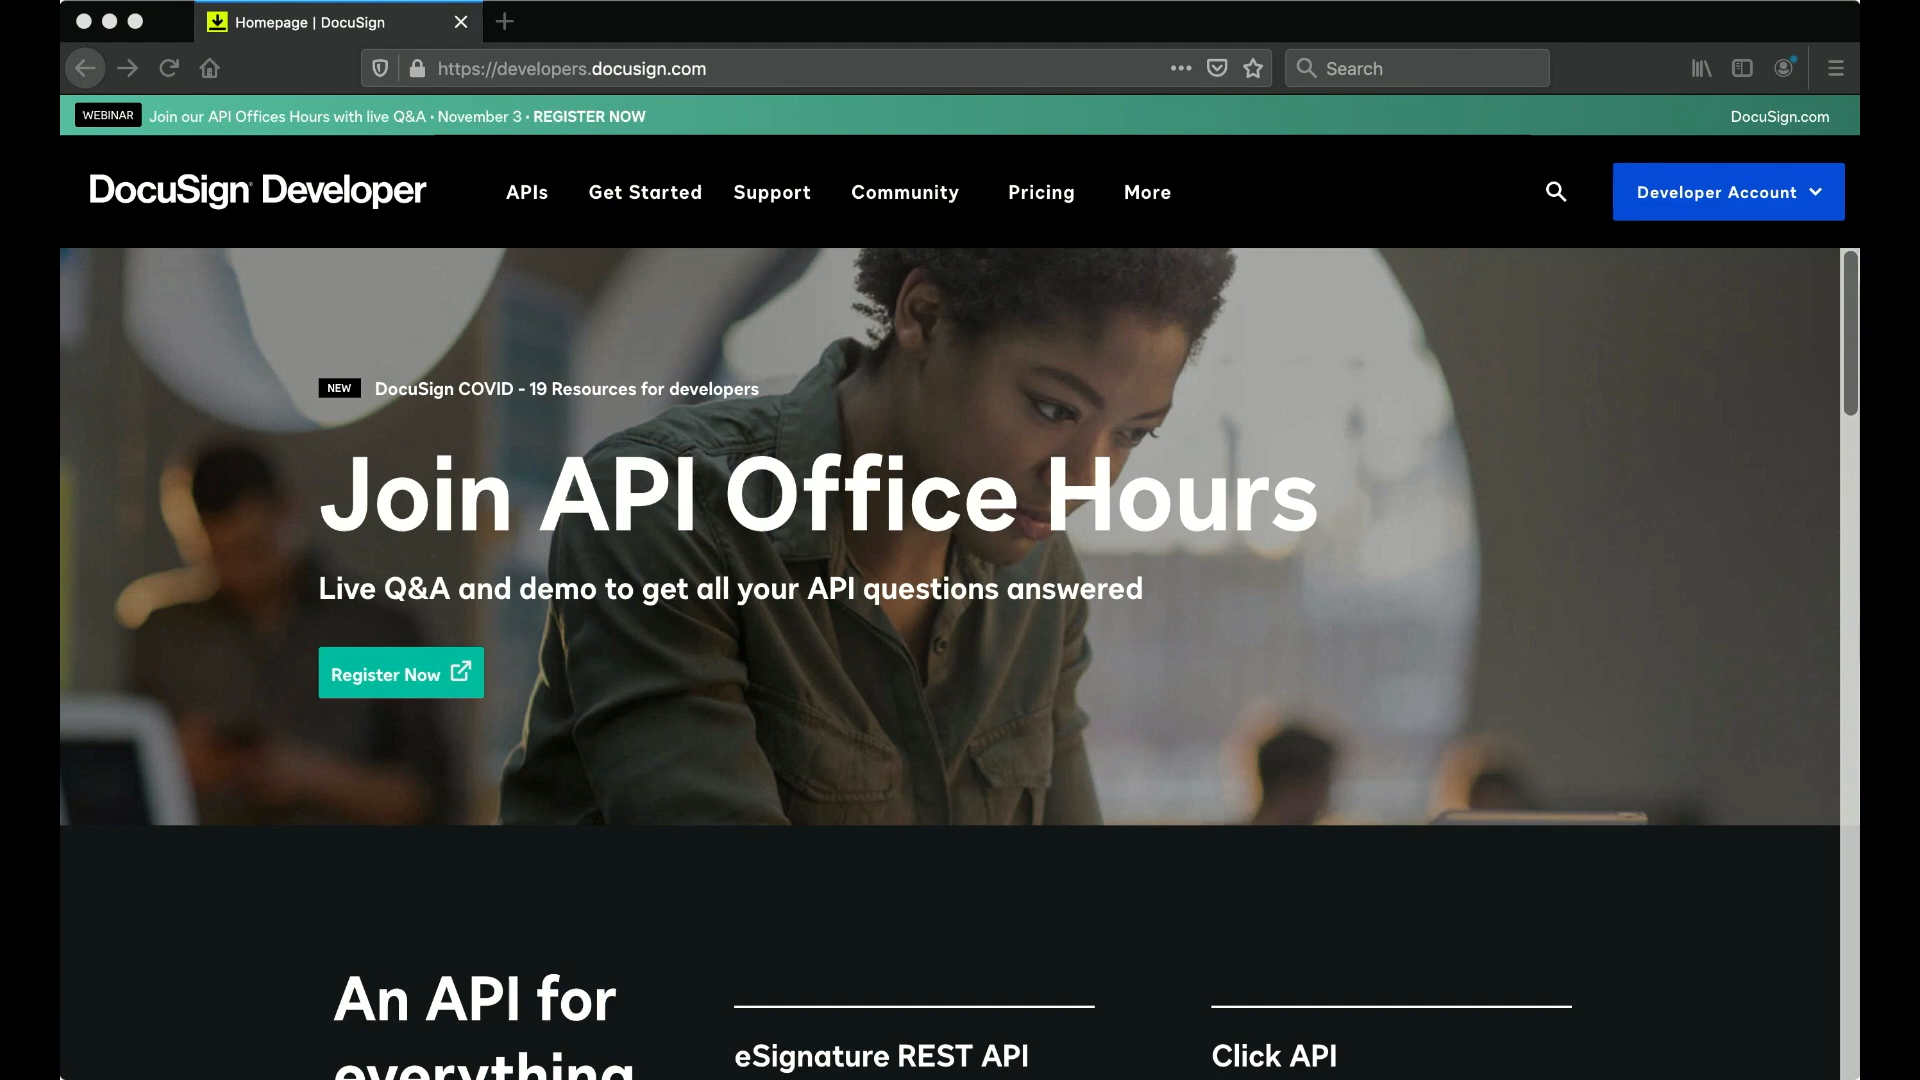 Homepage | DocuSign
https://developers.docusign.com
Search
WEBINAR Join our API Offices Hours with live Q&A • November 3 • REGISTER NOW
DocuSign.com
DocuSign Developer
APIs
Get Started
Support
Community
Pricing
More
Developer Account
NEW DocuSign COVID - 19 Resources for developers
Join API Office Hours
Live Q&A and demo to get all your API questions answered
Register Now
An API for
everything
eSignature REST API
Click API